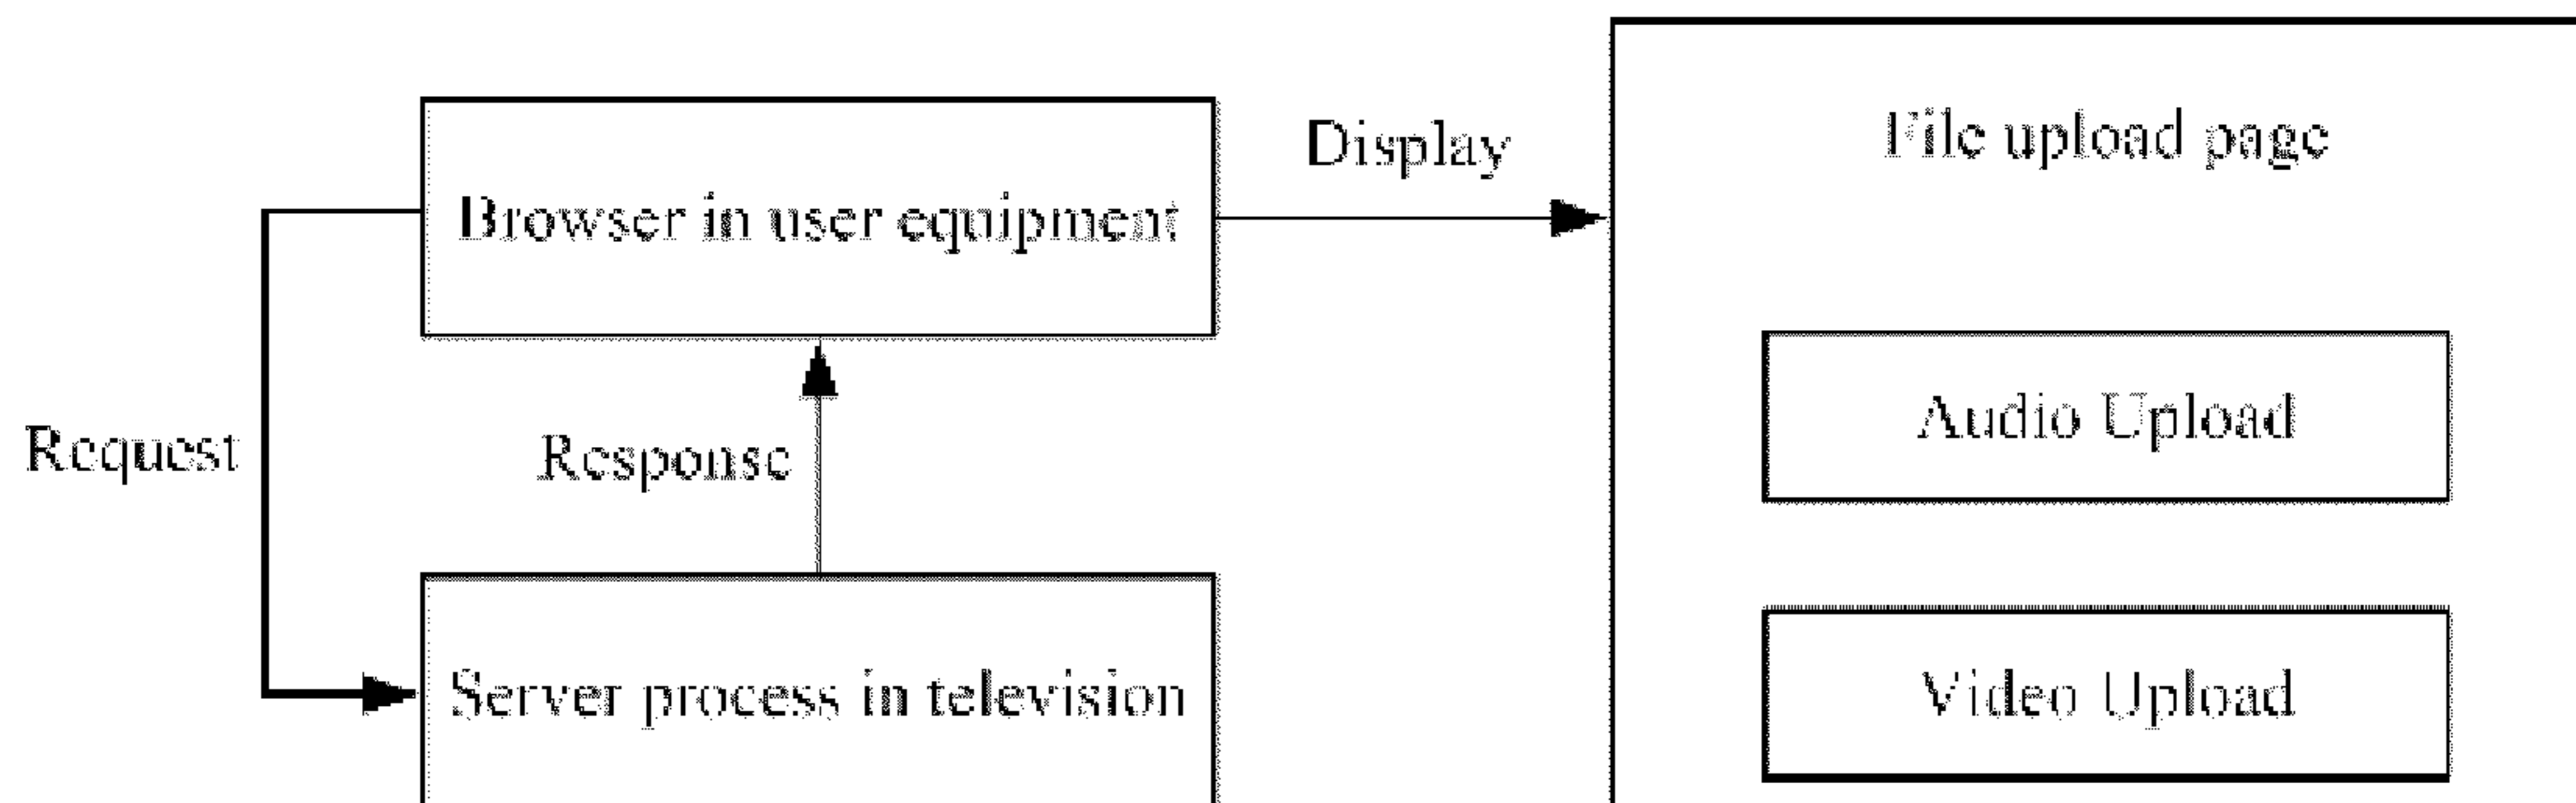 Display
File upload page
Browser in user equipment
Request
Response
Audio Upload
Server process in television
Video Upload